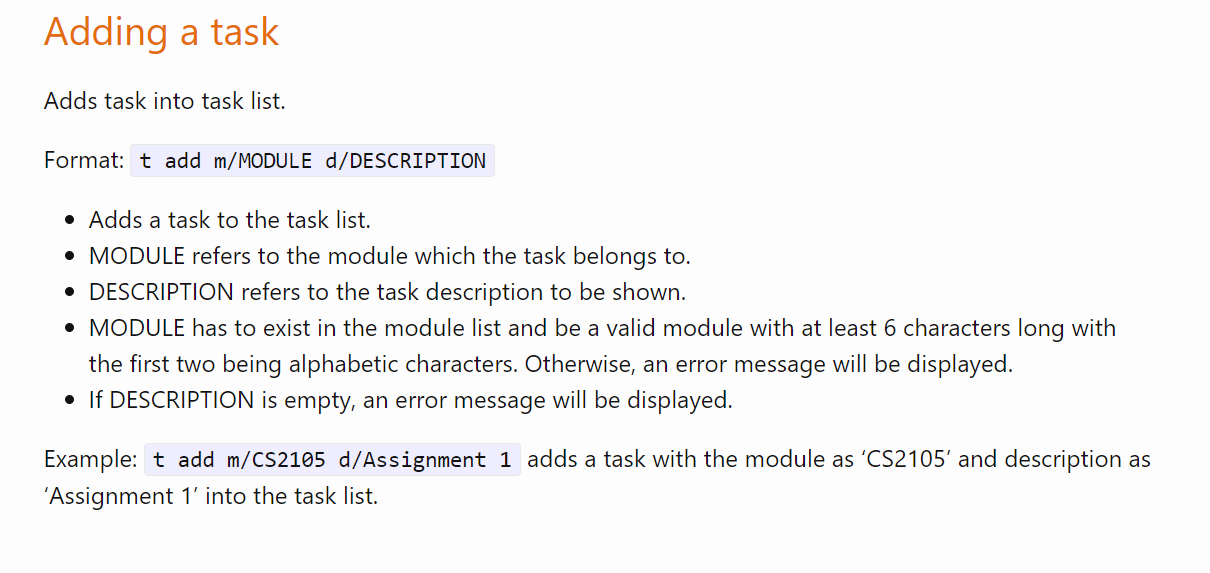 Adding a task
Adds task into task list.
Format: t add m/MODULE d/DESCRIPTION
• Adds a task to the task list.
• MODULE refers to the module which the task belongs to.
• DESCRIPTION refers to the task description to be shown.
• MODULE has to exist in the module list and be a valid module with at least 6 characters long with
the first two being alphabetic characters. Otherwise, an error message will be displayed.
• If DESCRIPTION is empty, an error message will be displayed.
Example: t add m/CS2105 d/Assignment 1 adds a task with the module as ‘CS2105’ and description as
‘Assignment 1’ into the task list.